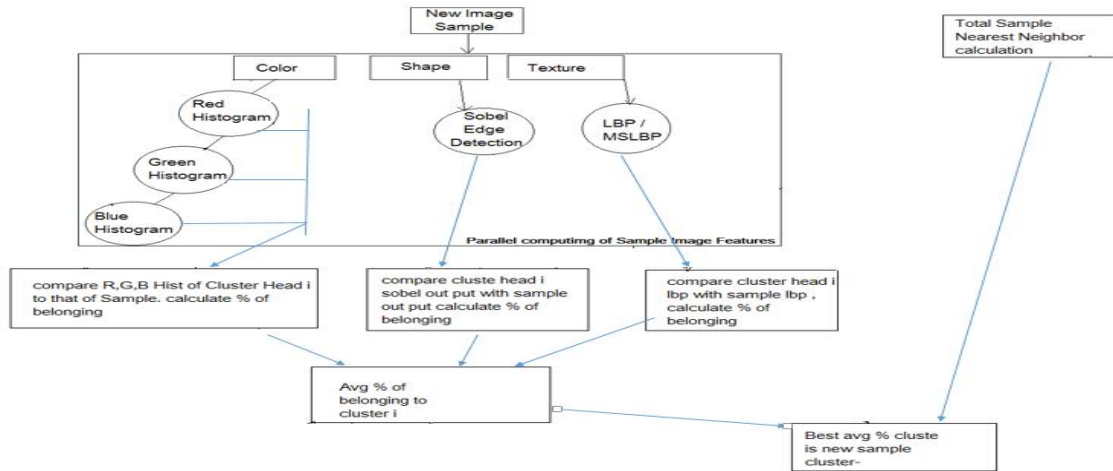 New Image
Sample
Total Sample
Nearest Neighbor
calculation
Color
Shape
Texture
Red
Histogram
Green
Histogram
Blue
Histogram
Sobel
Edge
Detection
LBP /
MSLBP
Parallel computirng of Sample Image Features
compare R,G,B Hist of Cluster Head i
to that of Sample. calculate % of
belonging
compare cluste head i
sobel out put with sample
out put calculate % of
belonging
compare cluster head i
lbp with sample lbp ,
calculate % of
belonging
Avg % of
belonging to
cluster i
Best avg % cluste
is new sample
cluster-